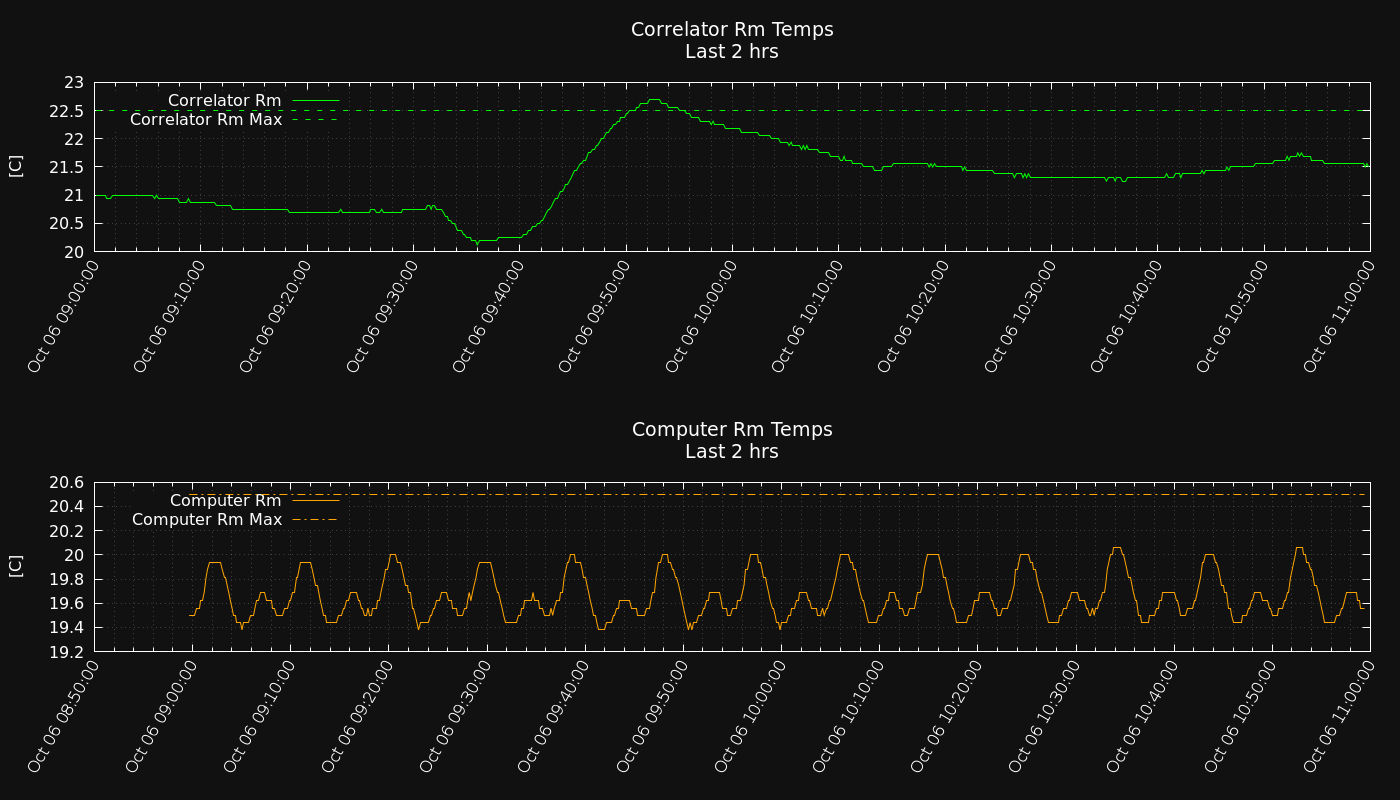 Correlator Rm Temps
Last 2 hrs
[C]
23
22.5
22
21.5
21
20.5
20
Correlator Rm
Correlator Rm Max
Oct 06 09:00:00
Oct 06 09:10:00
Oct 06 09:20:00
Oct 06 09:30:00
Oct 06 09:40:00
Oct 06 09:50:00
Oct 06 10:00:00
Oct 06 10:10:00
Oct 06 10:20:00
Oct 06 10:30:00
Oct 06 10:40:00
Oct 06 10:50:00
Oct 06 11:00:00
Computer Rm Temps
Last 2 hrs
[C]
20.6
20.4
20.2
20
19.8
19.6
19.4
19.2
Computer Rm
Computer Rm Max
Oct 06 08:50:00
Oct 06 09:00:00
Oct 06 09:10:00
Oct 06 09:20:00
Oct 06 09:30:00
Oct 06 09:40:00
Oct 06 09:50:00
Oct 06 10:00:00
Oct 06 10:10:00
Oct 06 10:20:00
Oct 06 10:30:00
Oct 06 10:40:00
Oct 06 10:50:00
Oct 06 11:00:00